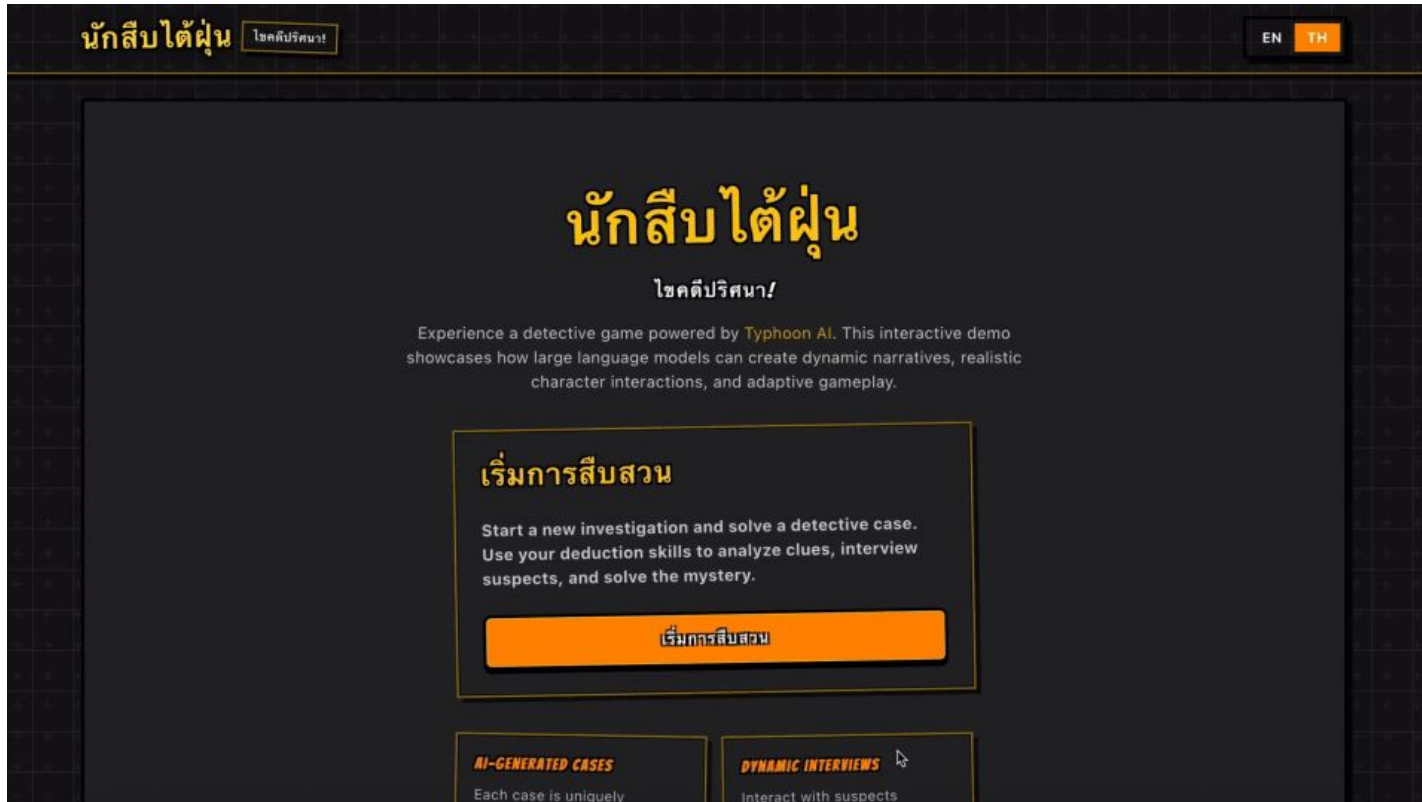 นักสืบไต้ฝุ่น
ไขคดีปริศนา!
EN TH
นักสืบไต้ฝุ่น
ไขคดีปริศนา!
Experience a detective game powered by Typhoon AI. This interactive demo
showcases how large language models can create dynamic narratives, realistic
character interactions, and adaptive gameplay.
เริ่มการสืบสวน
Start a new investigation and solve a detective case.
Use your deduction skills to analyze clues, interview
suspects, and solve the mystery.
เริ่มการสืบสวน
AI-GENERATED CASES
Each case is uniquely
DYNAMIC INTERVIEWS
Interact with suspects